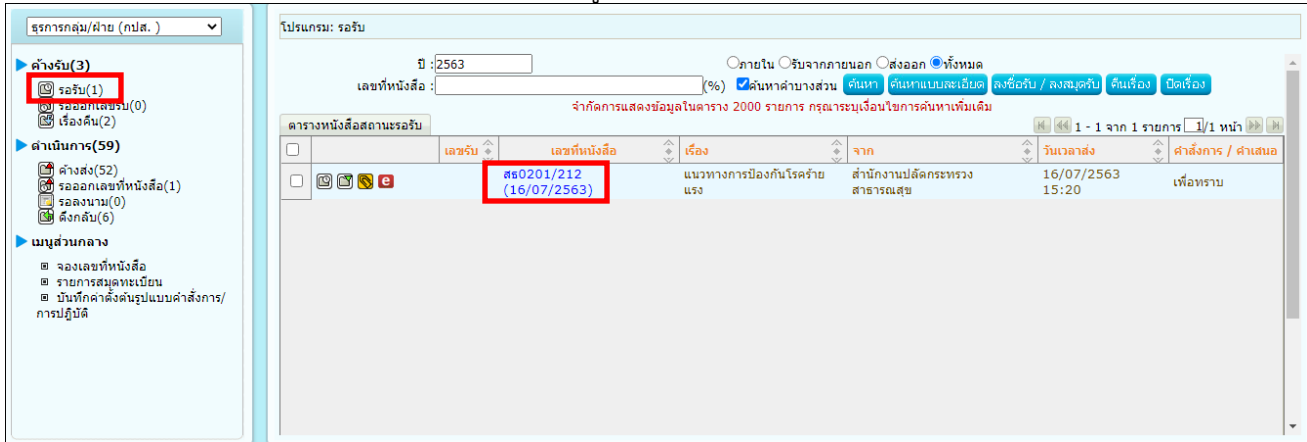 ธุรการกลุ่ม/ฝ่าย (กปส. )
ค้างรับ(3)
รอรับ(1)
รอออกเลขรับ(0)
เรื่องคืน(2)
ดำเนินการ(59)
ค้างส่ง(52)
รอออกเลขที่หนังสือ(1)
รอลงนาม(0)
ดึงกลับ(6)
เมนูส่วนกลาง
จองเลขที่หนังสือ
รายการสมุดทะเบียน
บันทึกค่าตั้งต้นรูปแบบคำสั่งการ/
การปฏิบัติ
โปรแกรม: รอรับ
ปี : 2563 ภายใน รับจากภายนอก ส่งออก ทั้งหมด
เลขที่หนังสือ : (%) ค้นหาคำบางส่วน ค้นหา ค้นหาแบบละเอียด ลงชื่อรับ / ลงสมุดรับ คืนเรื่อง ปิดเรื่อง
จำกัดการแสดงข้อมูลในตาราง 2000 รายการ กรุณาระบุเงื่อนไขการค้นหาเพิ่มเติม
ตารางหนังสือสถานะรอรับ 1 - 1 จาก 1 รายการ 1/1 หน้า
เลขรับ เลขที่หนังสือ เรื่อง จาก วันเวลาส่ง คำสั่งการ / คำเสนอ
สธ0201/212 แนวทางการป้องกันโรคร้าย สำนักงานปลัดกระทรวง 16/07/2563 เพื่อทราบ
(16/07/2563) แรง สาธารณสุข 15:20